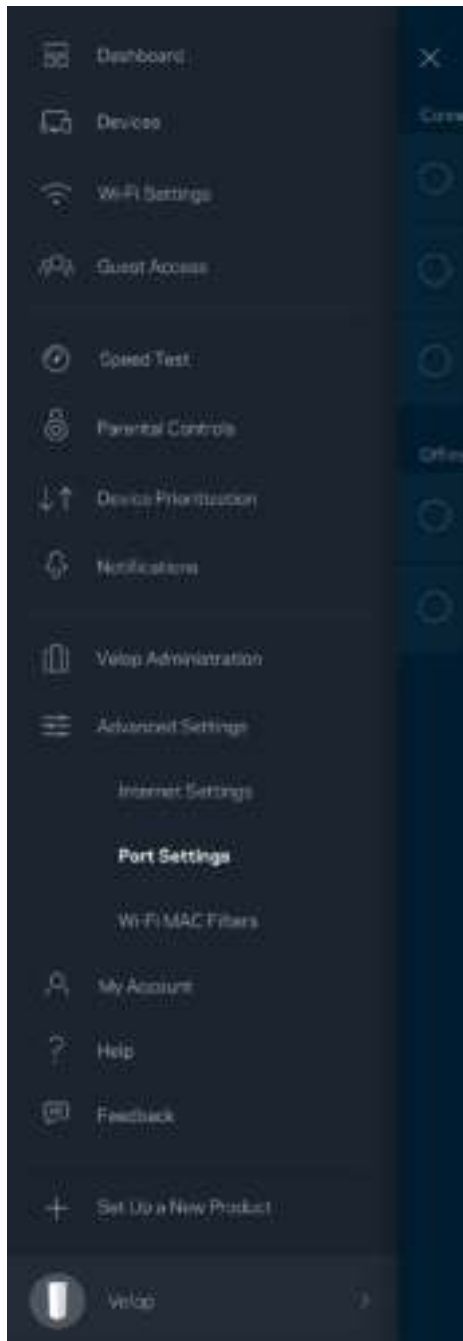 Dashboard
Devices
Wi-Fi Settings
Guest Access
Speed Test
Parental Controls
Device Prioritization
Notifications
Velop Administration
Advanced Settings
Internet Settings
Port Settings
Wi-Fi MAC Filters
My Account
Help
Feedback
Set Up a New Product
Velop